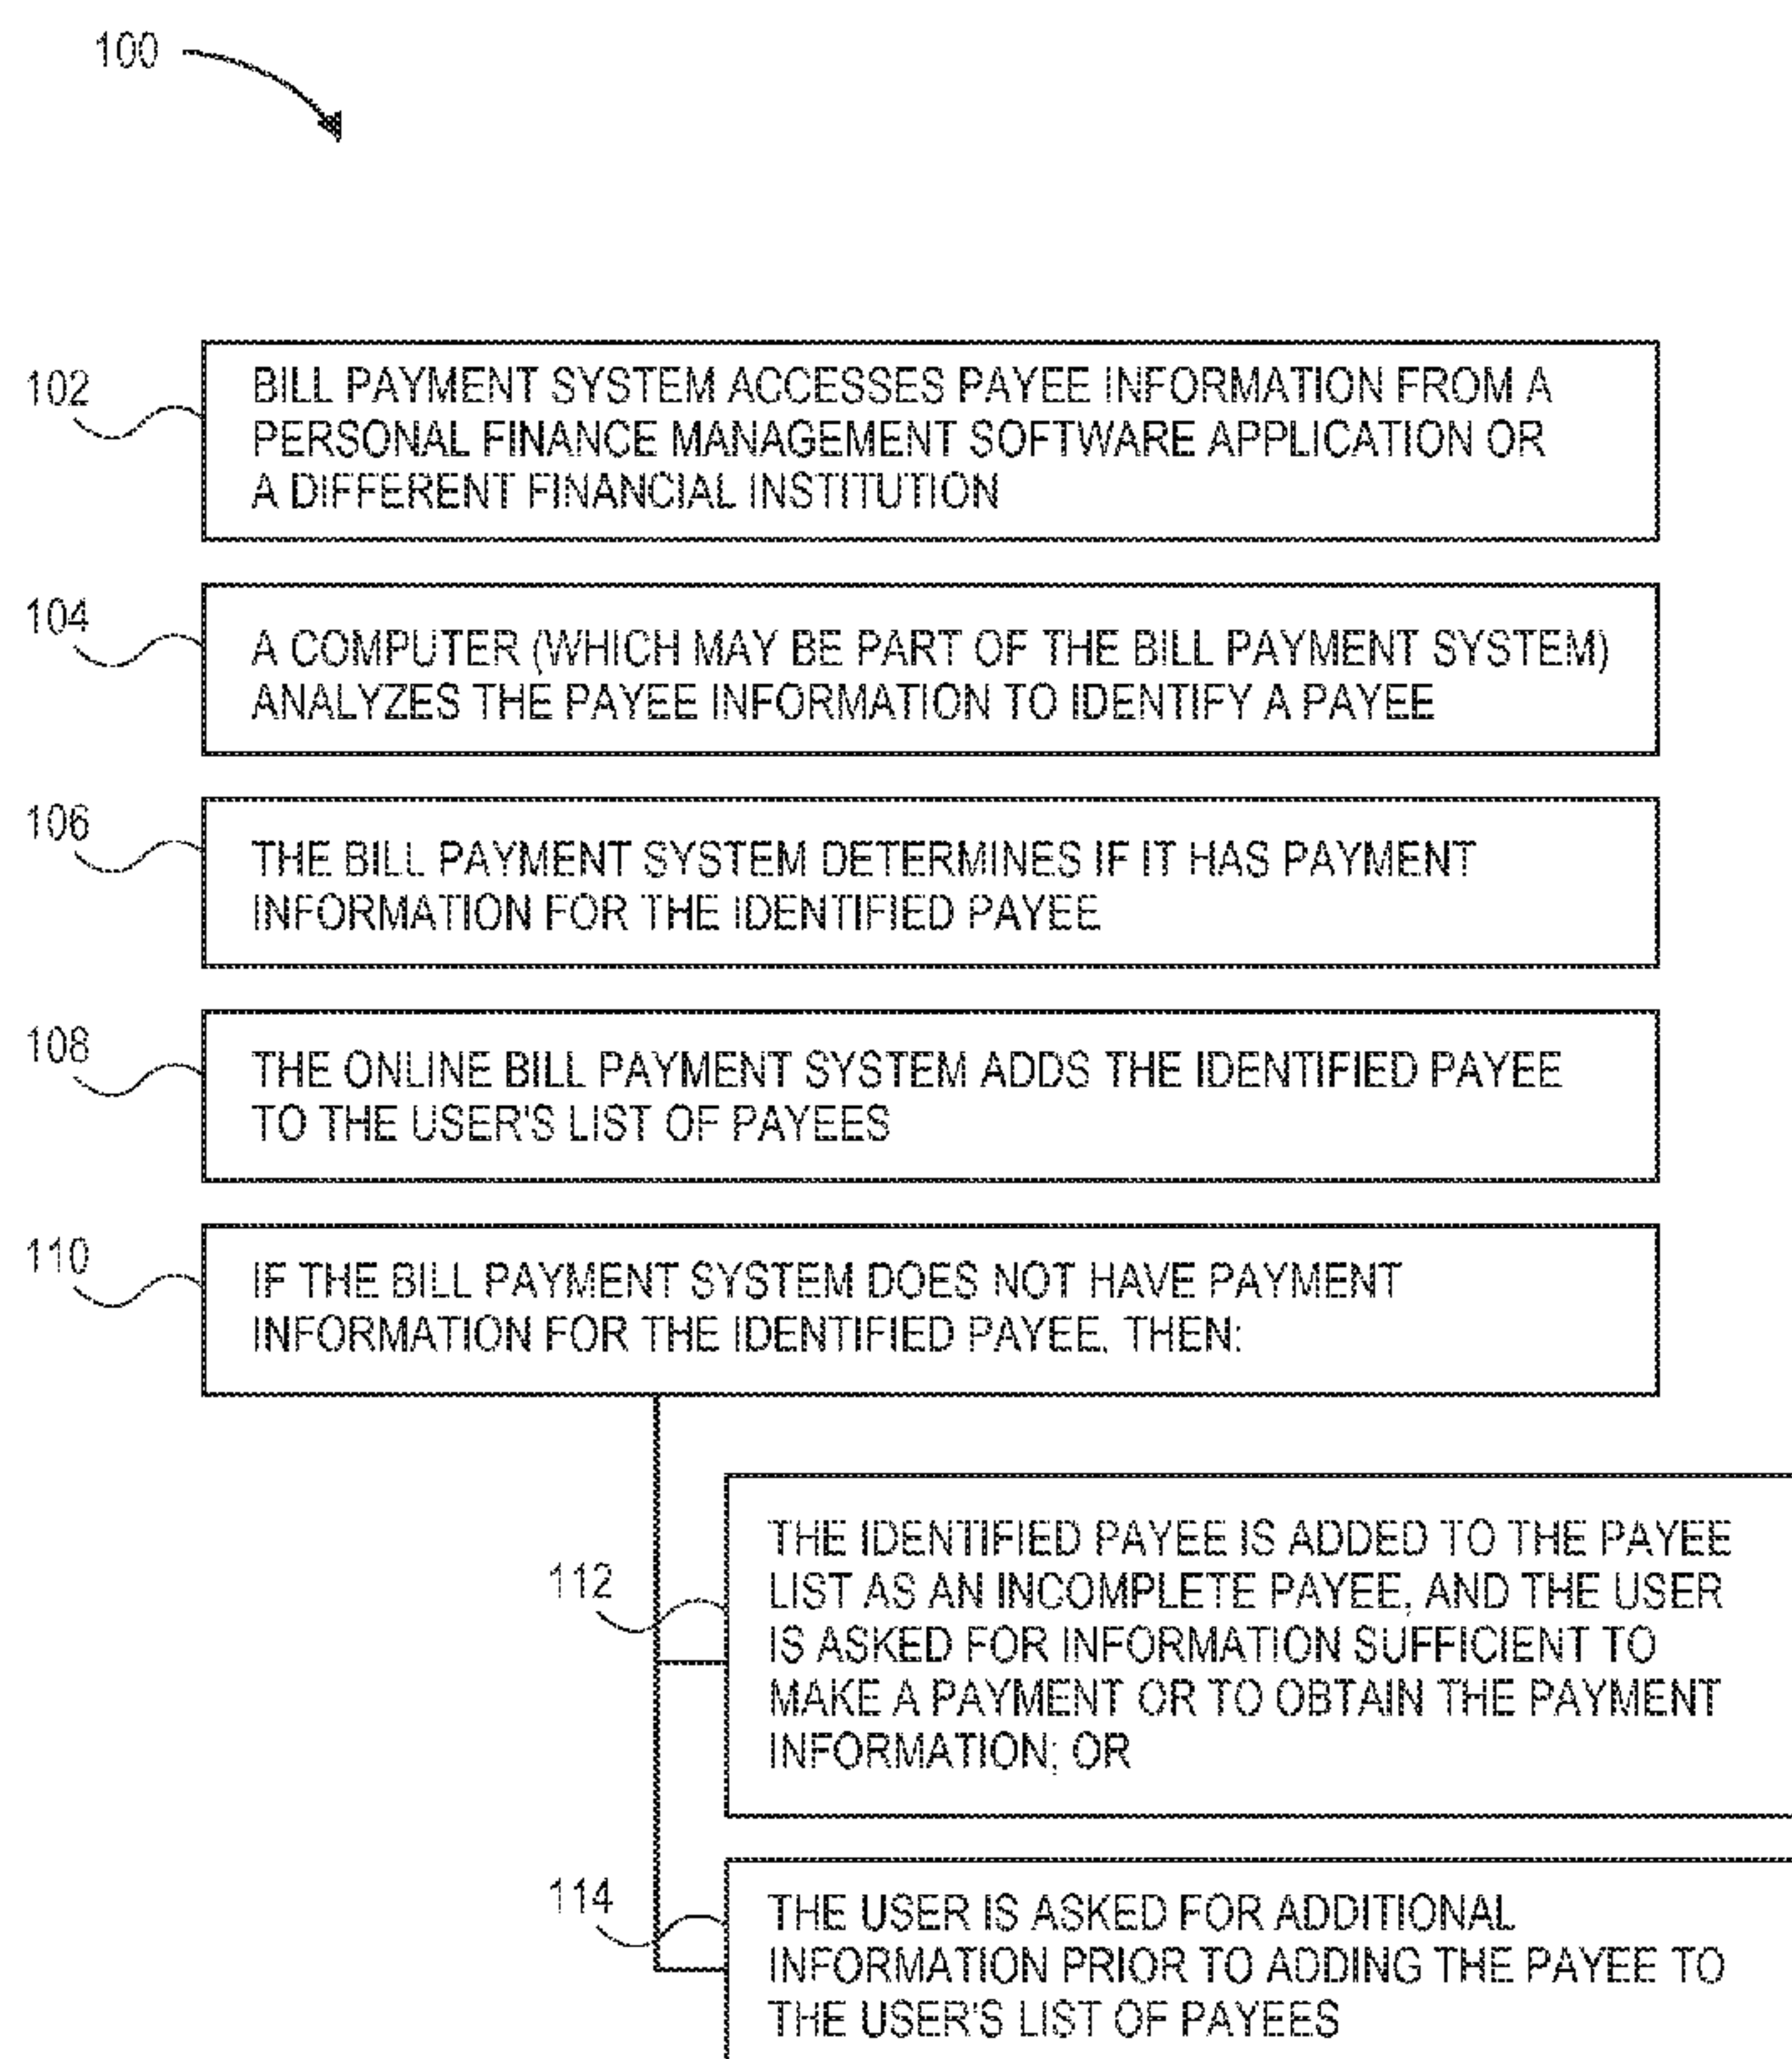 100
102
BILL PAYMENT SYSTEM ACCESSES PAYEE INFORMATION FROM A
PERSONAL FINANCE MANAGEMENT SOFTWARE APPLICATION OR
A DIFFERENT FINANCIAL INSTITUTION
104
A COMPUTER (WHICH MAY BE PART OF THE BILL PAYMENT SYSTEM)
ANALYZES THE PAYEE INFORMATION TO IDENTIFY A PAYEE
106
THE BILL PAYMENT SYSTEM DETERMINES IF IT HAS PAYMENT
INFORMATION FOR THE IDENTIFIED PAYEE
108
THE ONLINE BILL PAYMENT SYSTEM ADDS THE IDENTIFIED PAYEE
TO THE USER'S LIST OF PAYEES
110
IF THE BILL PAYMENT SYSTEM DOES NOT HAVE PAYMENT
INFORMATION FOR THE IDENTIFIED PAYEE, THEN:
112
THE IDENTIFIED PAYEE IS ADDED TO THE PAYEE
LIST AS AN INCOMPLETE PAYEE, AND THE USER
IS ASKED FOR INFORMATION SUFFICIENT TO
MAKE A PAYMENT OR TO OBTAIN THE PAYMENT
INFORMATION; OR
114
THE USER IS ASKED FOR ADDITIONAL
INFORMATION PRIOR TO ADDING THE PAYEE TO
THE USER'S LIST OF PAYEES